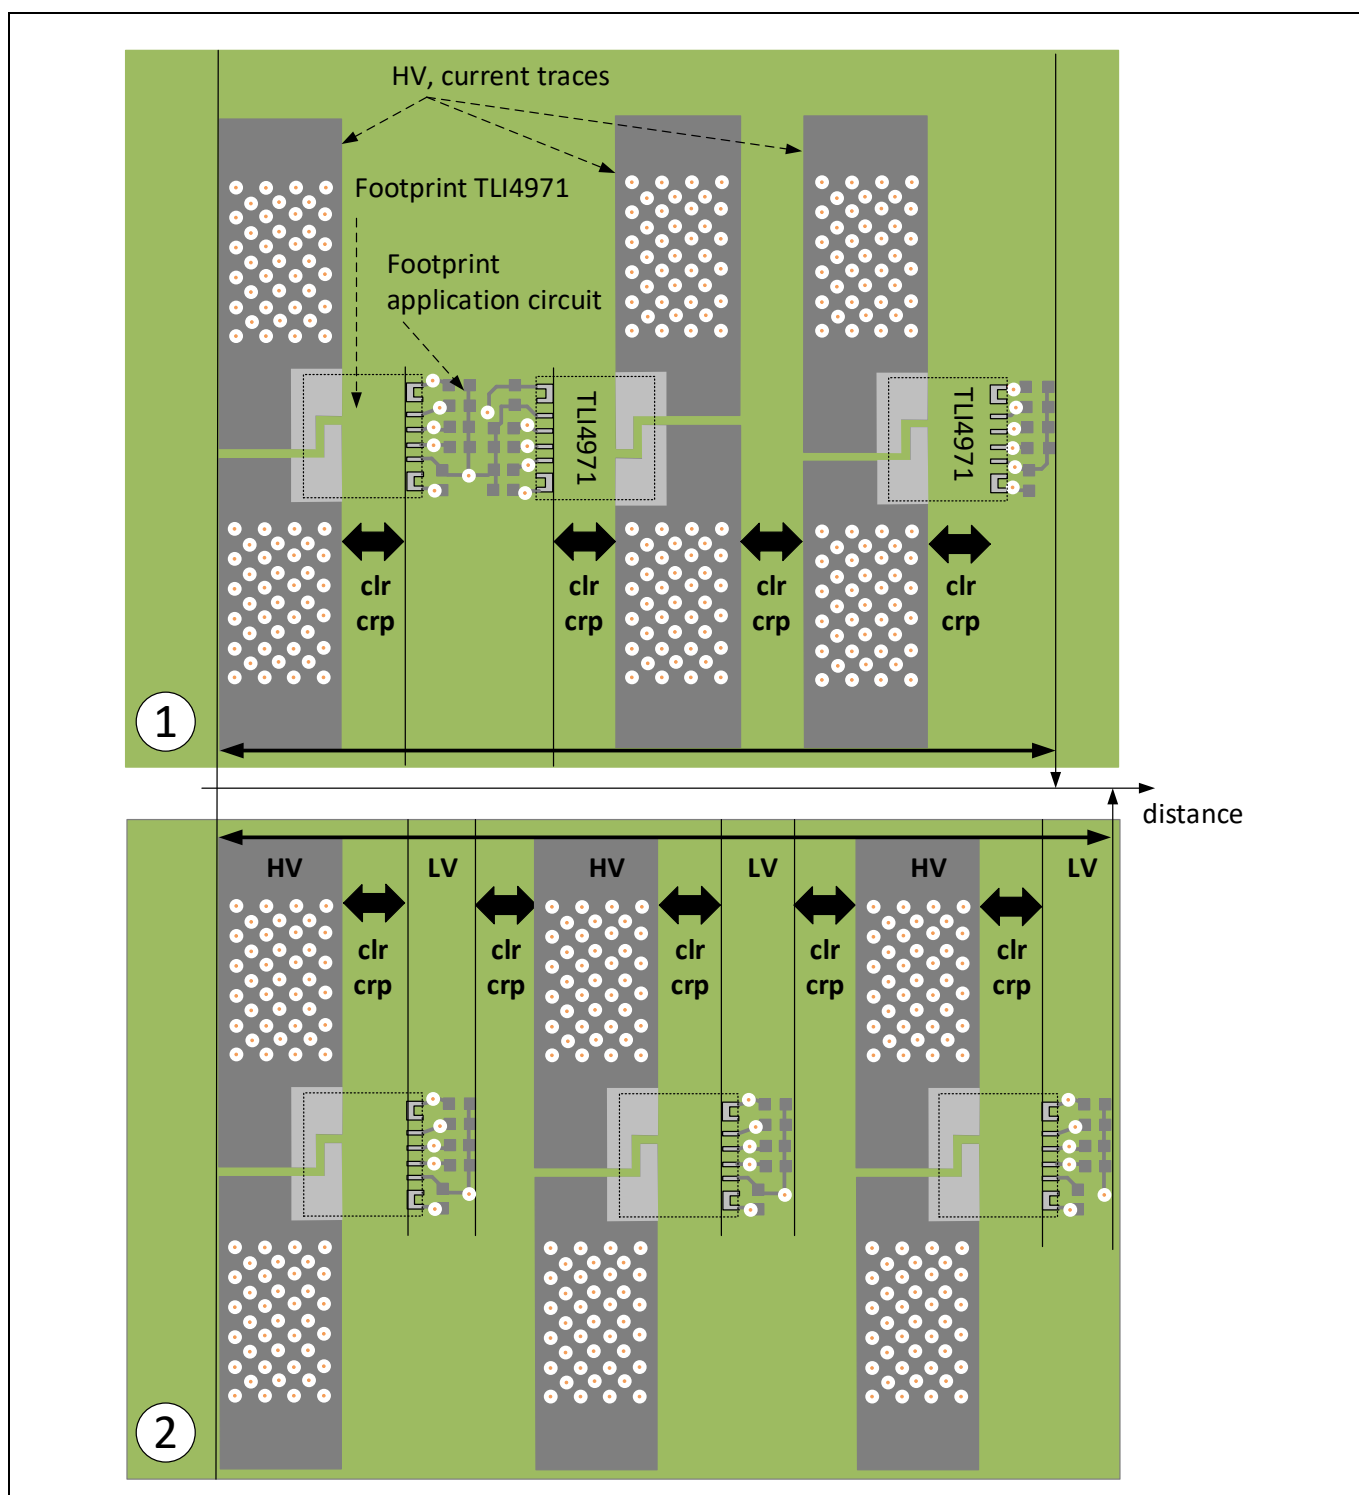 HV, current traces
Footprint TLI4971
Footprint
application circuit
TLI4971
TLI4971
clr
crp
clr
crp
clr
crp
clr
crp
1
distance
HV
LV
HV
LV
HV
LV
clr
crp
clr
crp
clr
crp
clr
crp
clr
crp
2